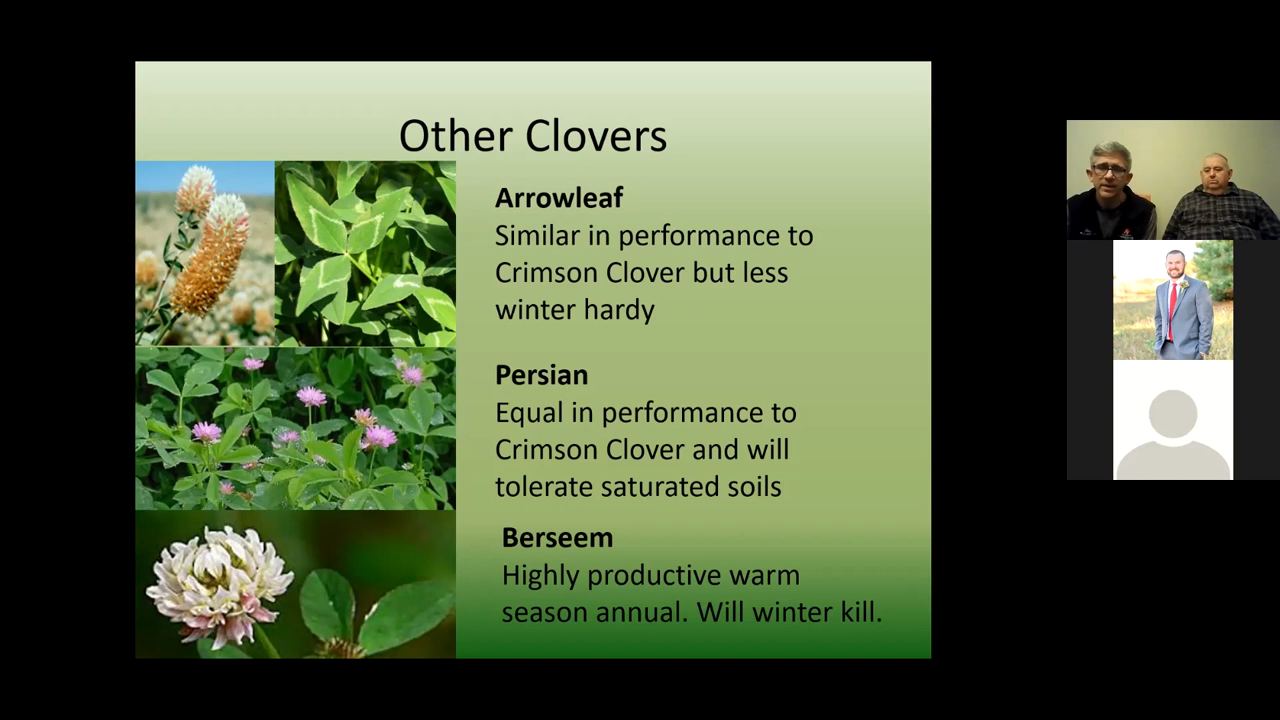 Other Clovers
Arrowleaf
Similar in performance to
Crimson Clover but less
winter hardy
Persian
Equal in performance to
Crimson Clover and will
tolerate saturated soils
Berseem
Highly productive warm
season annual. Will winter kill.